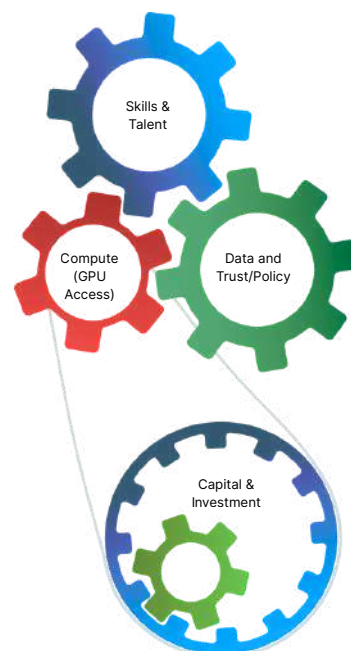 Skills &
Talent
Compute
(GPU
Access)
Data and
Trust/Policy
Capital &
Investment